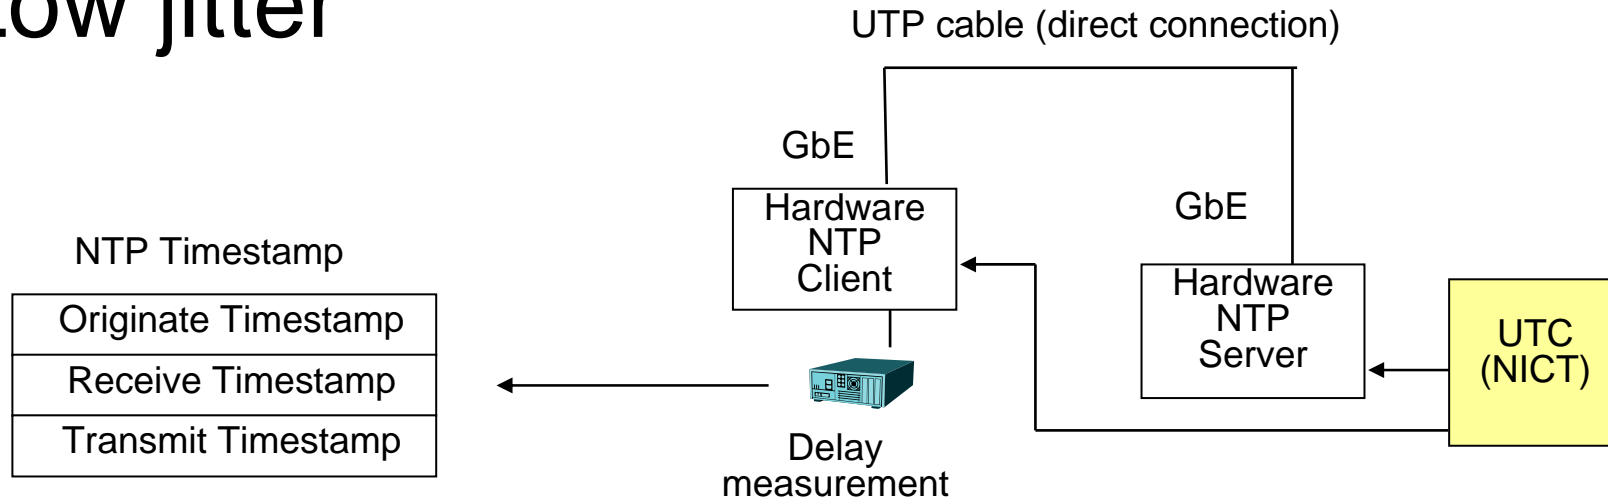 Low jitter
UTP cable (direct connection)
GbE
Hardware
NTP
Client
GbE
Hardware
NTP
Server
UTC
(NICT)
NTP Timestamp
Originate Timestamp
Receive Timestamp
Transmit Timestamp
Delay
measurement